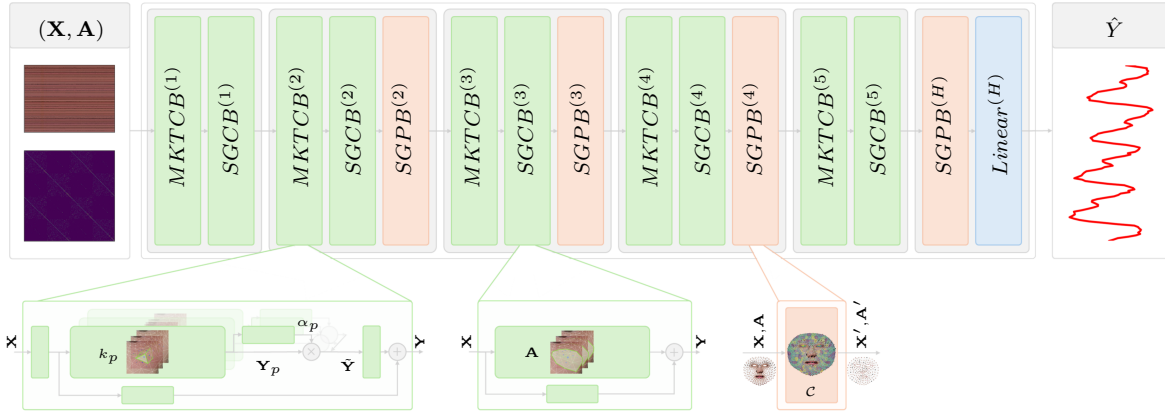 (X, A)
MKTCB^(1)
SGCB^(1)
MKTCB^(2)
SGCB^(2)
SGPB^(2)
MKTCB^(3)
SGCB^(3)
SGPB^(3)
MKTCB^(4)
SGCB^(4)
SGPB^(4)
MKTCB^(5)
SGCB^(5)
SGPB^(H)
Linear^(H)
Ŷ
X
k_p
Y_p
α_p
Ỹ
Y
X
A
Y
X, A
C
X′, A′